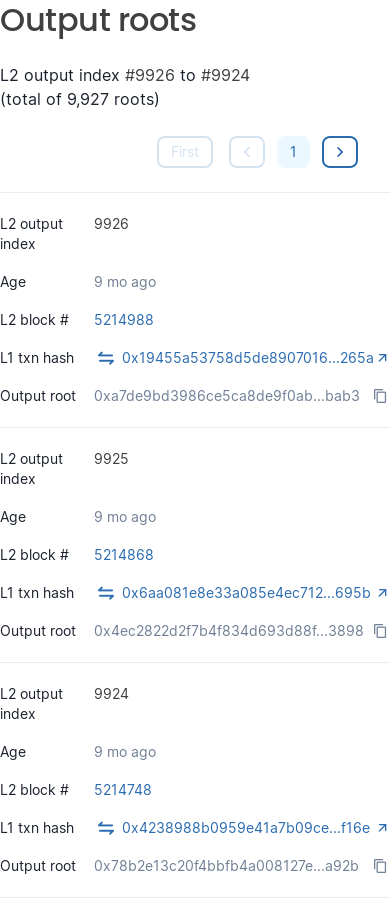 Output roots
L2 output index #9926 to #9924
(total of 9,927 roots)
First
1
L2 output index 9926
Age 9 mo ago
L2 block # 5214988
L1 txn hash 0x19455a53758d5de8907016...265a
Output root 0xa7de9bd3986ce5ca8de9f0ab...bab3
L2 output index 9925
Age 9 mo ago
L2 block # 5214868
L1 txn hash 0x6aa081e8e33a085e4ec712...695b
Output root 0x4ec2822d2f7b4f834d693d88f...3898
L2 output index 9924
Age 9 mo ago
L2 block # 5214748
L1 txn hash 0x4238988b0959e41a7b09ce...f16e
Output root 0x78b2e13c20f4bbfb4a008127e...a92b